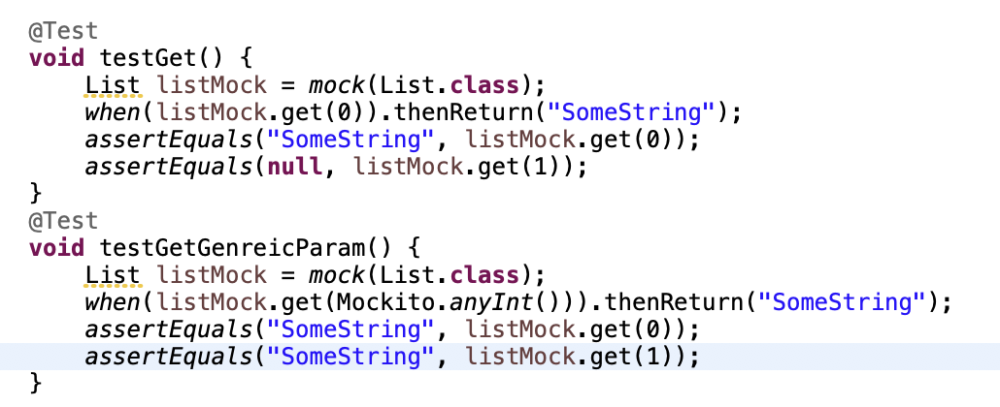 @Test
void testGet() {
    List listMock = mock(List.class);
    when(listMock.get(0)).thenReturn("SomeString");
    assertEquals("SomeString", listMock.get(0));
    assertEquals(null, listMock.get(1));
}
@Test
void testGetGenreicParam() {
    List listMock = mock(List.class);
    when(listMock.get(Mockito.anyInt())).thenReturn("SomeString");
    assertEquals("SomeString", listMock.get(0));
    assertEquals("SomeString", listMock.get(1));
}